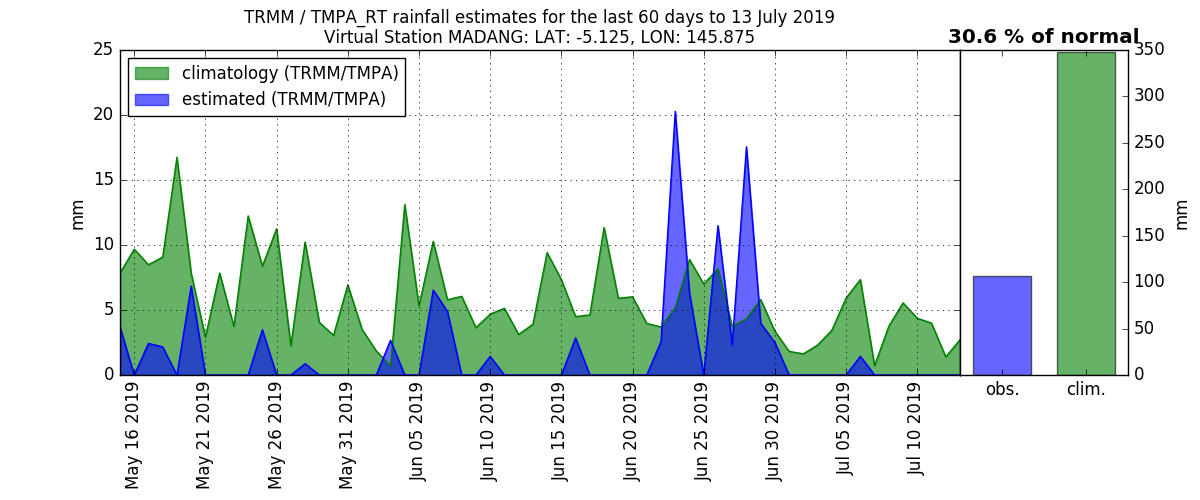 TRMM / TMPA_RT rainfall estimates for the last 60 days to 13 July 2019
Virtual Station MADANG: LAT: -5.125, LON: 145.875
30.6 % of normal
climatology (TRMM/TMPA)
estimated (TRMM/TMPA)
mm
25
20
15
10
5
0
May 16 2019
May 21 2019
May 26 2019
May 31 2019
Jun 05 2019
Jun 10 2019
Jun 15 2019
Jun 20 2019
Jun 25 2019
Jun 30 2019
Jul 05 2019
Jul 10 2019
obs.
clim.
350
300
250
200
150
100
50
0
mm